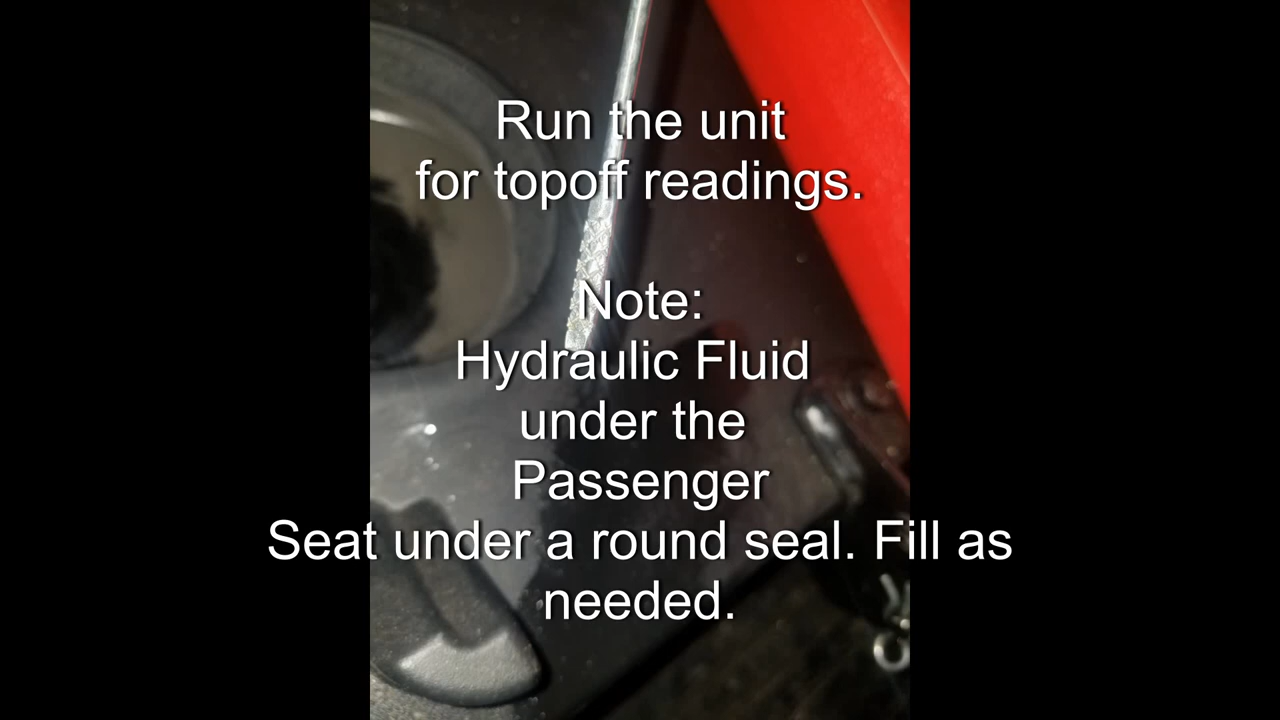 Run the unit
for topoff readings.
Note:
Hydraulic Fluid
under the
Passenger
Seat under a round seal. Fill as
needed.